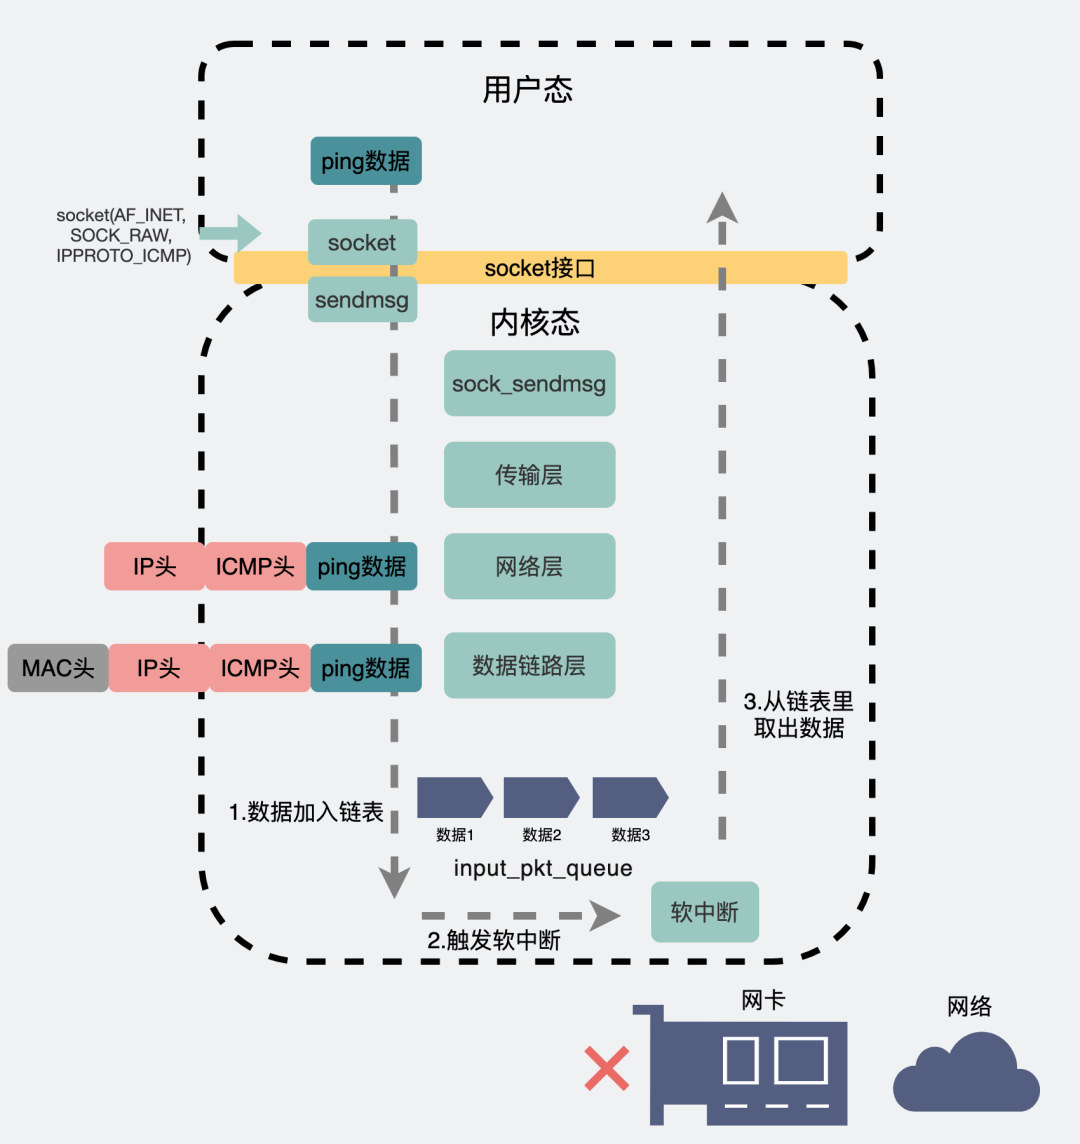 用户态
ping数据
socket(AF_INET,
SOCK_RAW,
IPPROTO_ICMP)
socket
socket接口
sendmsg
内核态
sock_sendmsg
传输层
IP头
ICMP头
ping数据
网络层
MAC头
IP头
ICMP头
ping数据
数据链路层
3.从链表里
取出数据
1.数据加入链表
数据1
数据2
数据3
input_pkt_queue
软中断
2.触发软中断
网卡
网络